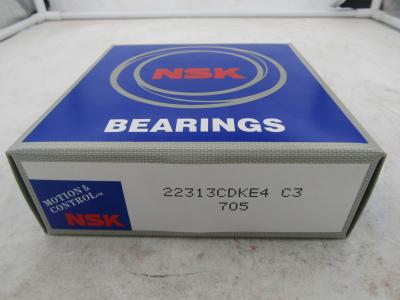 NSK
BEARINGS
MOTION &
CONTROL
NSK
22313CDKE4 C3
705